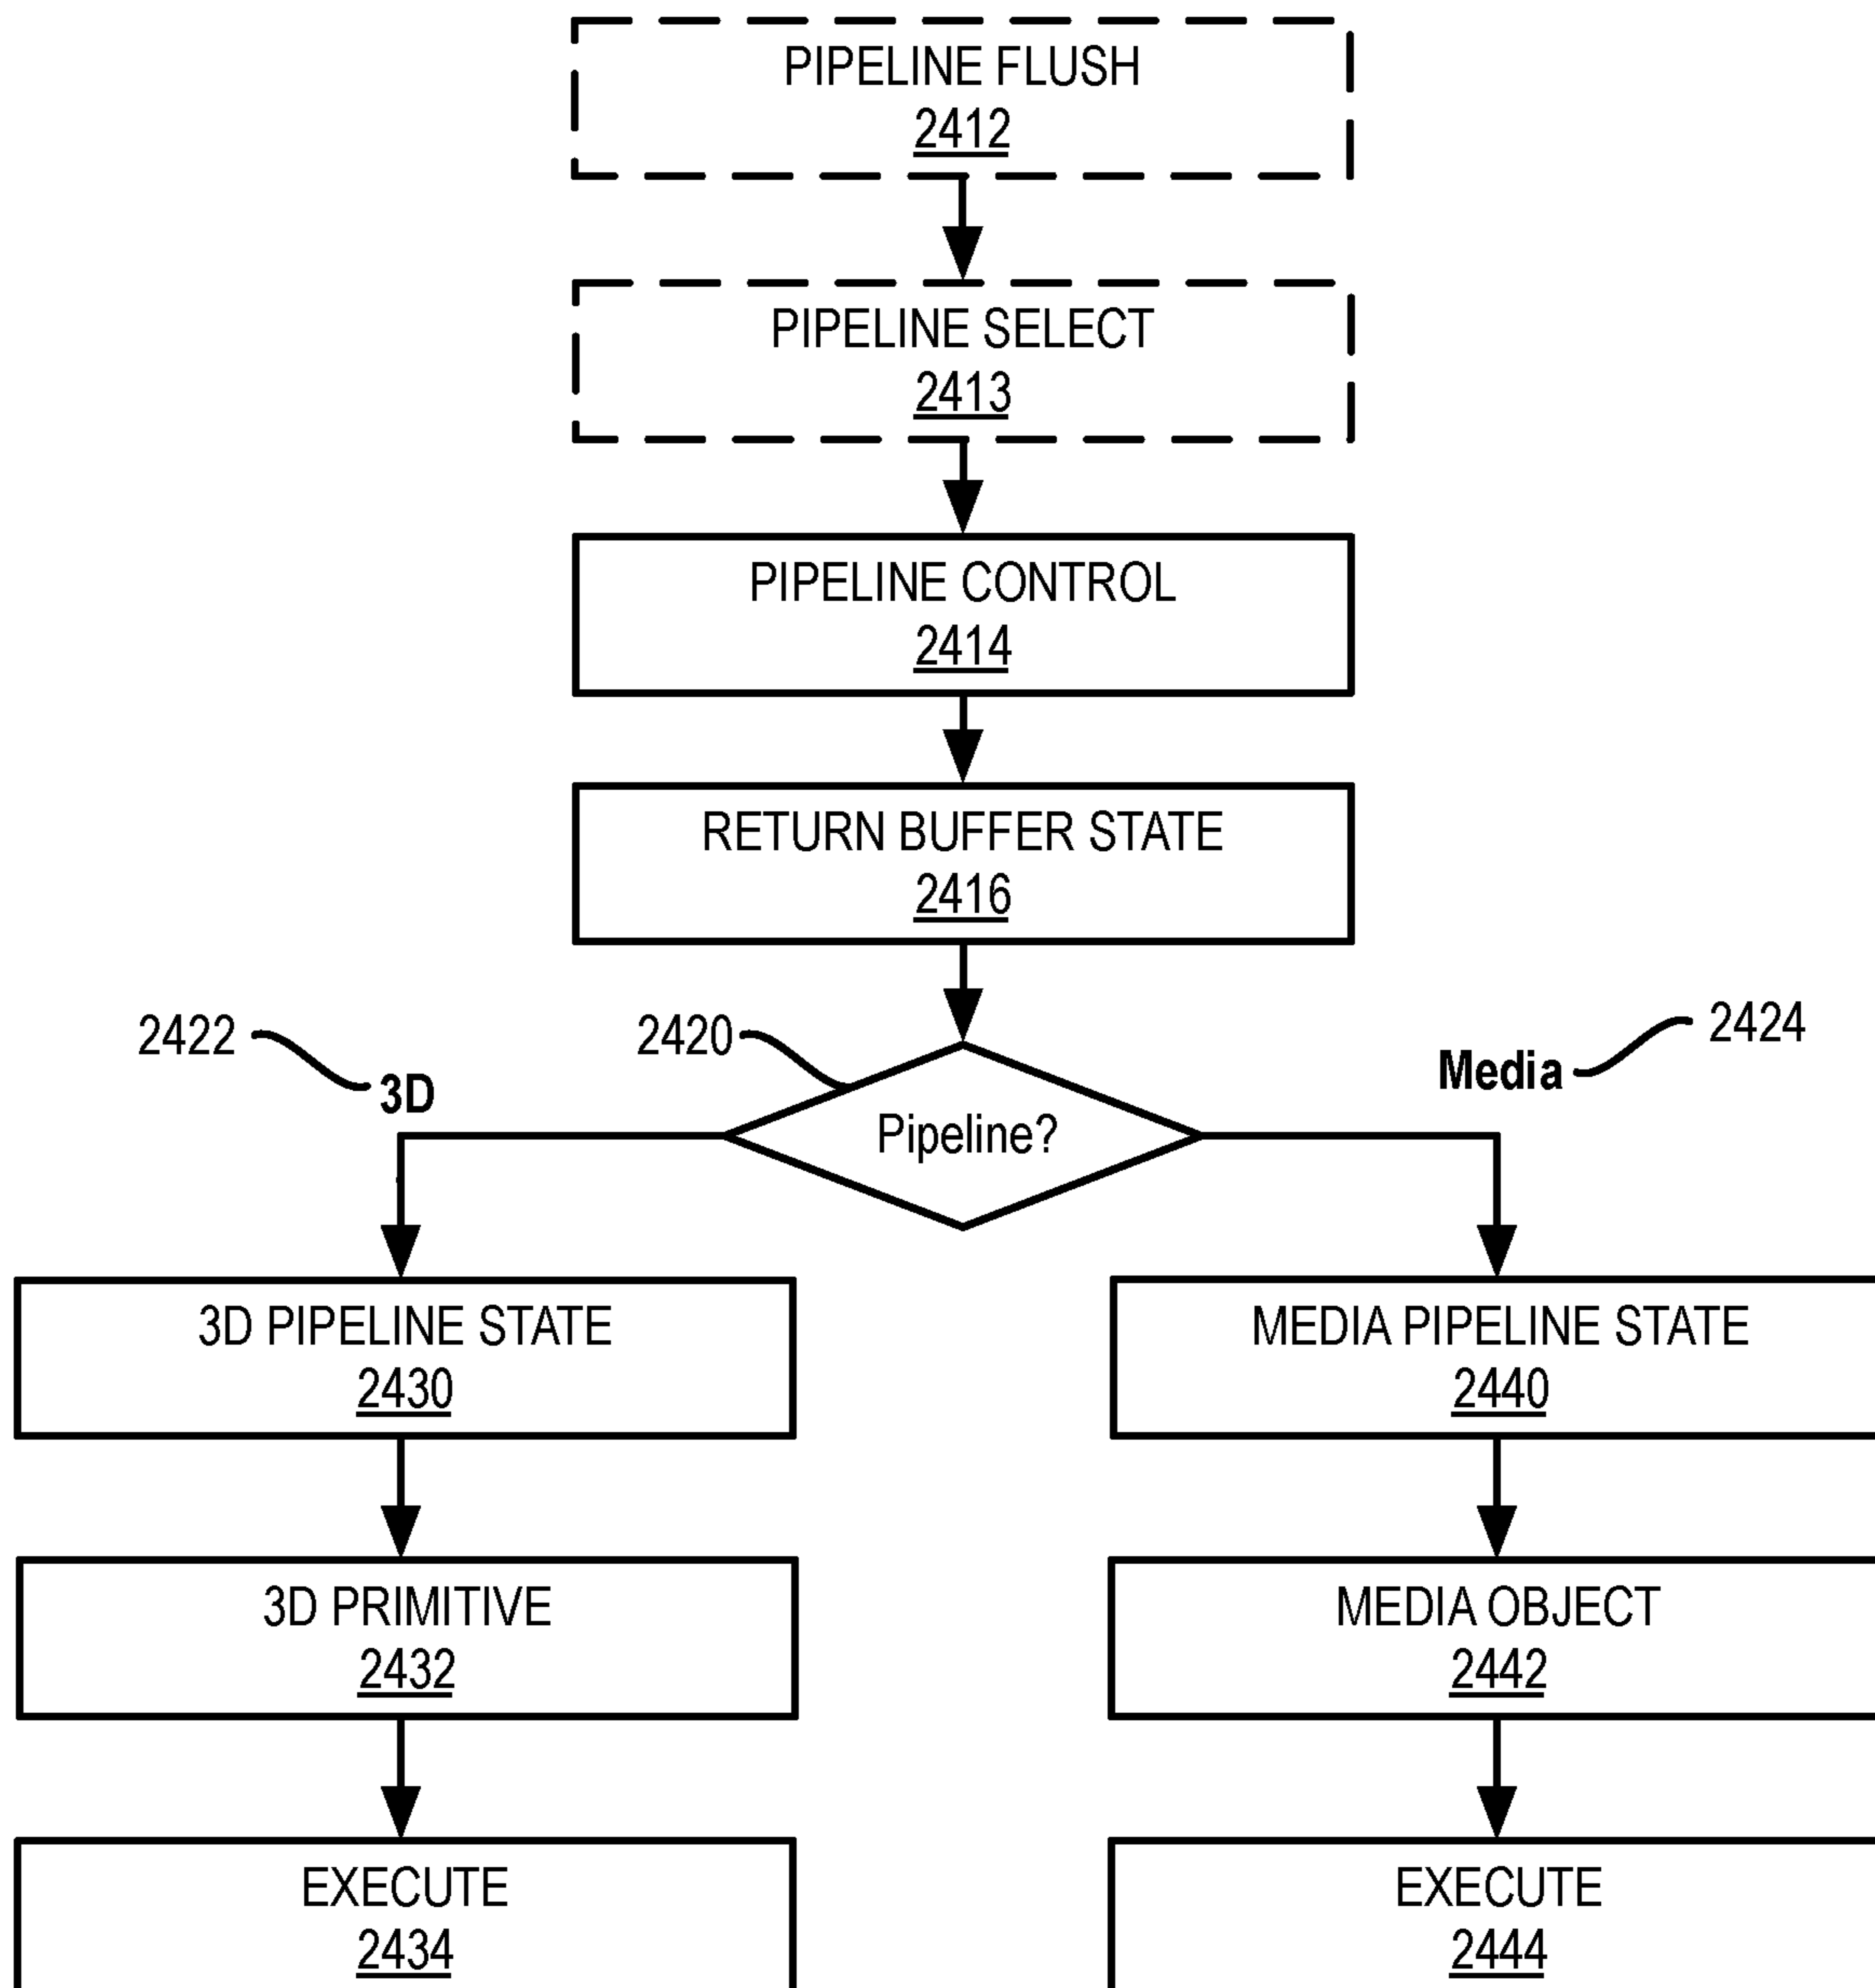 PIPELINE FLUSH
2412
PIPELINE SELECT
2413
PIPELINE CONTROL
2414
RETURN BUFFER STATE
2416
2422
2420
2424
3D
Media
Pipeline?
3D PIPELINE STATE
2430
MEDIA PIPELINE STATE
2440
3D PRIMITIVE
2432
MEDIA OBJECT
2442
EXECUTE
2434
EXECUTE
2444